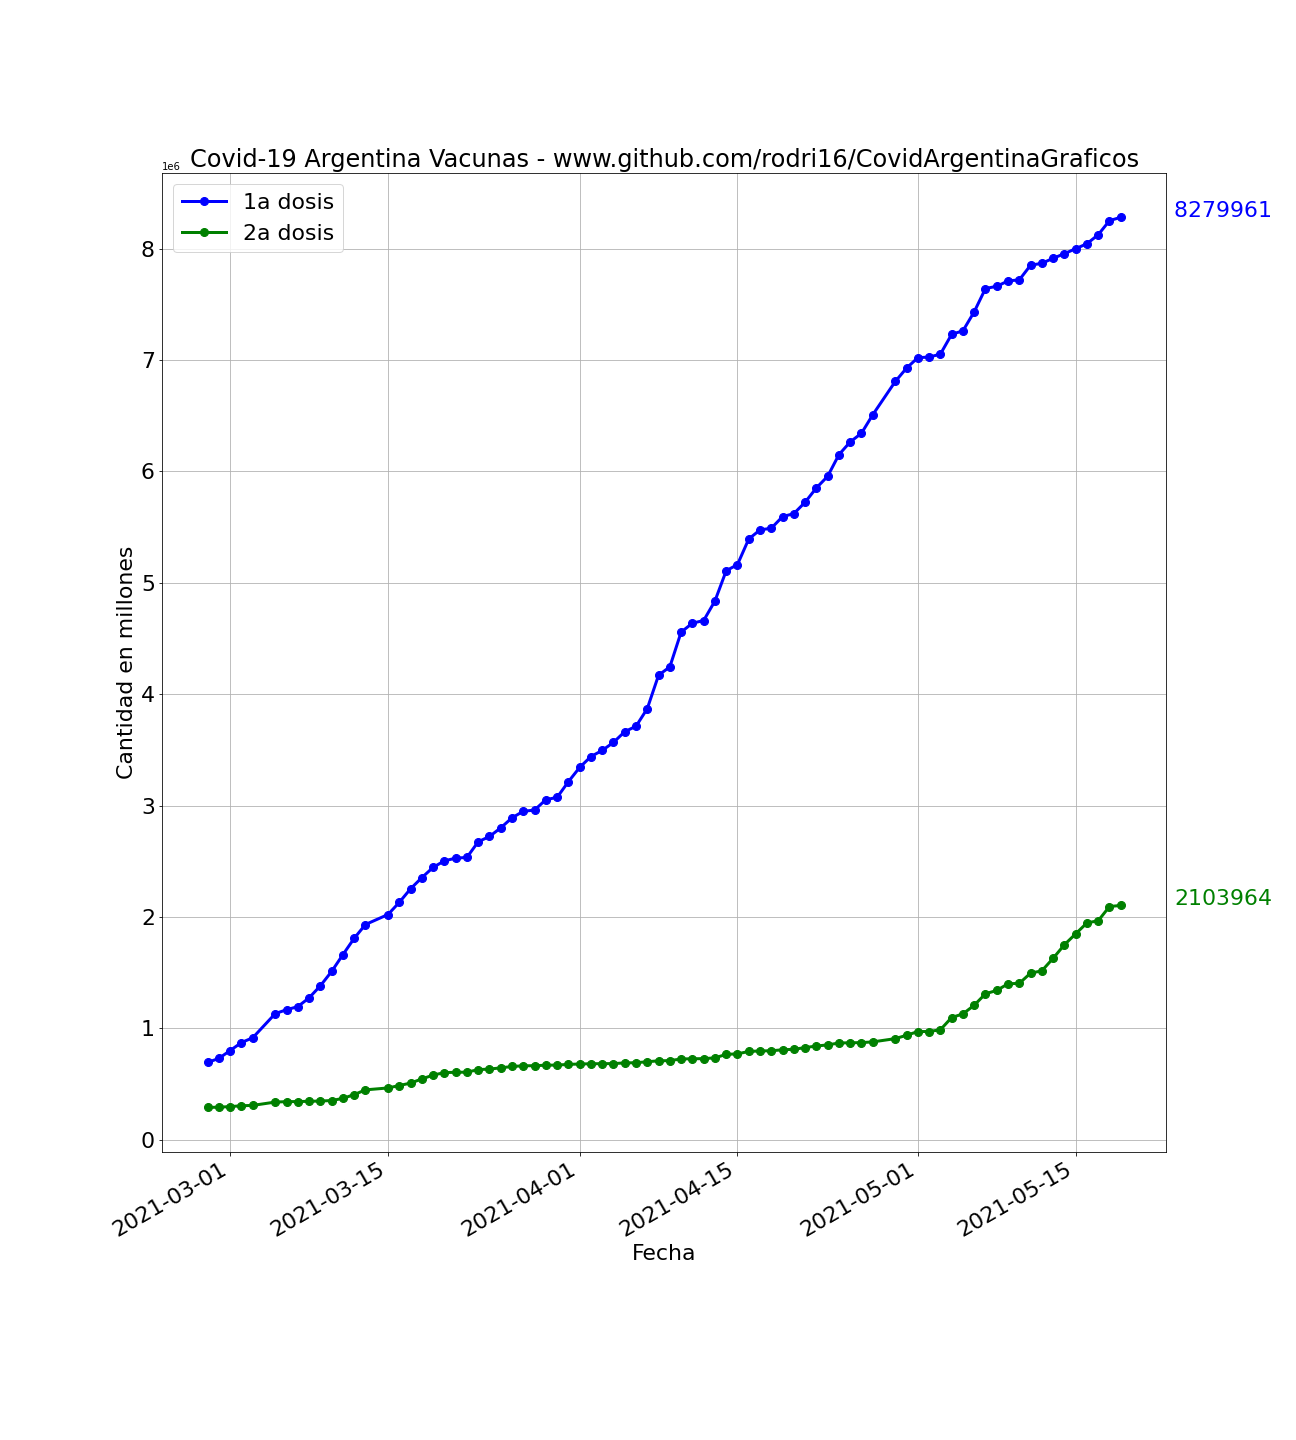 Covid-19 Argentina Vacunas - www.github.com/rodri16/CovidArgentinaGraficos
1e6
1a dosis
2a dosis
8279961
2103964
8
7
6
5
4
3
2
1
0
Cantidad en millones
2021-03-01
2021-03-15
2021-04-01
2021-04-15
2021-05-01
2021-05-15
Fecha